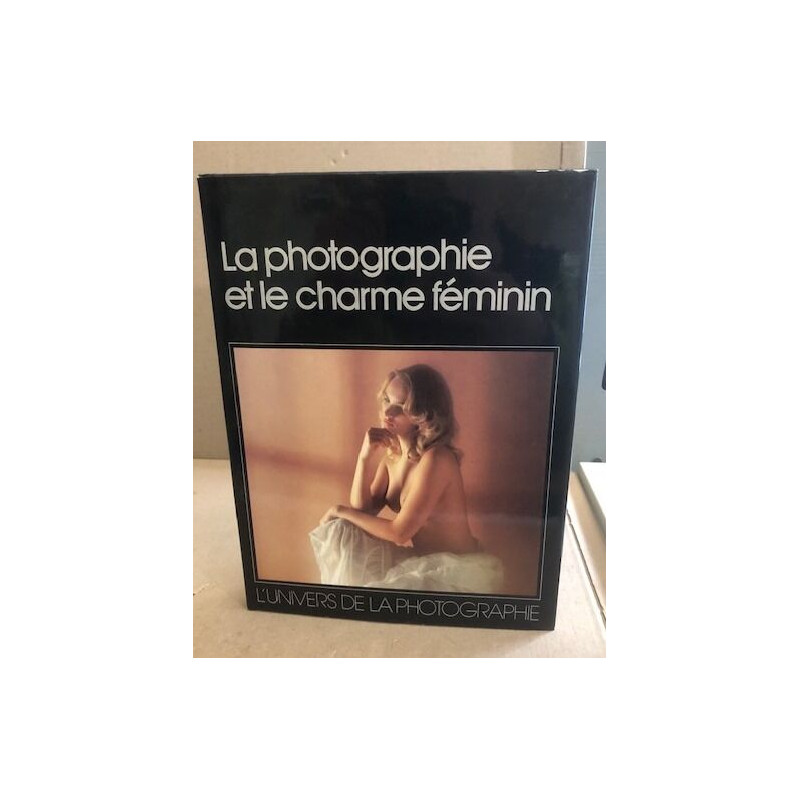 La photographie
et le charme féminin
L'UNIVERS DE LA PHOTOGRAPHIE